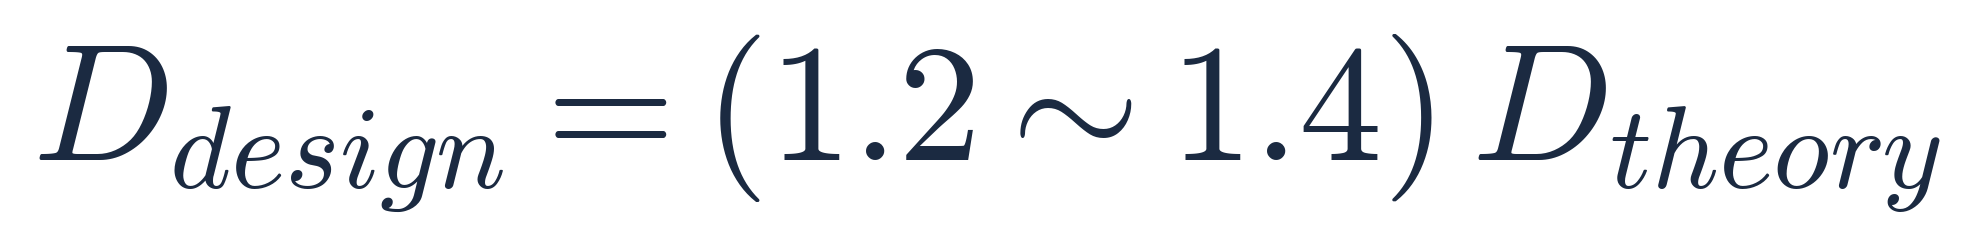 D_{design} = (1.2 ∼ 1.4) D_{theory}